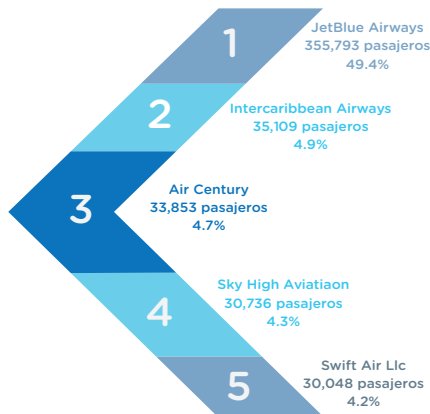 1
JetBlue Airways
355,793 pasajeros
49.4%
2
Intercaribbean Airways
35,109 pasajeros
4.9%
3
Air Century
33,853 pasajeros
4.7%
4
Sky High Aviatiaon
30,736 pasajeros
4.3%
5
Swift Air Llc
30,048 pasajeros
4.2%